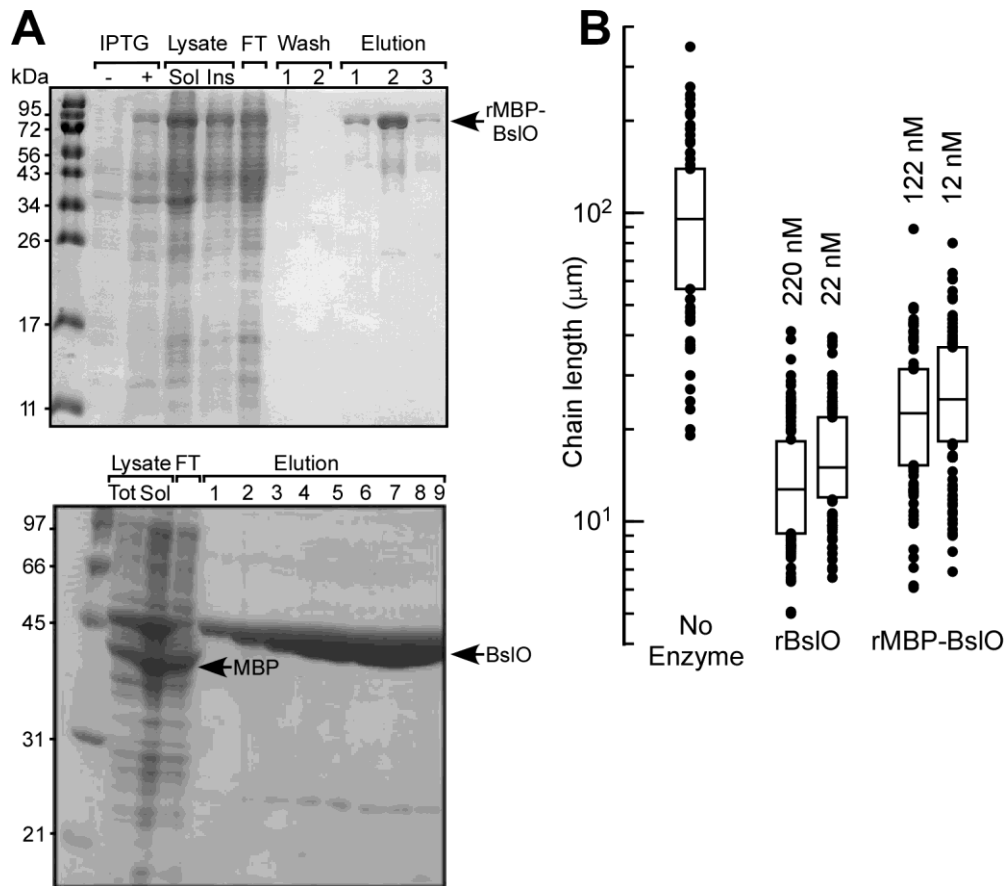 A
IPTG Lysate FT Wash Elution
kDa - + Sol Ins 1 2 1 2 3
95
72
56
43
34
26
17
11
rMBP-
BslO
Lysate FT Elution
Tot Sol 1 2 3 4 5 6 7 8 9
97
66
45
31
21
MBP
BslO
B
Chain length (μm)
10²
10¹
220 nM
22 nM
122 nM
12 nM
No
Enzyme
rBslO
rMBP-BslO